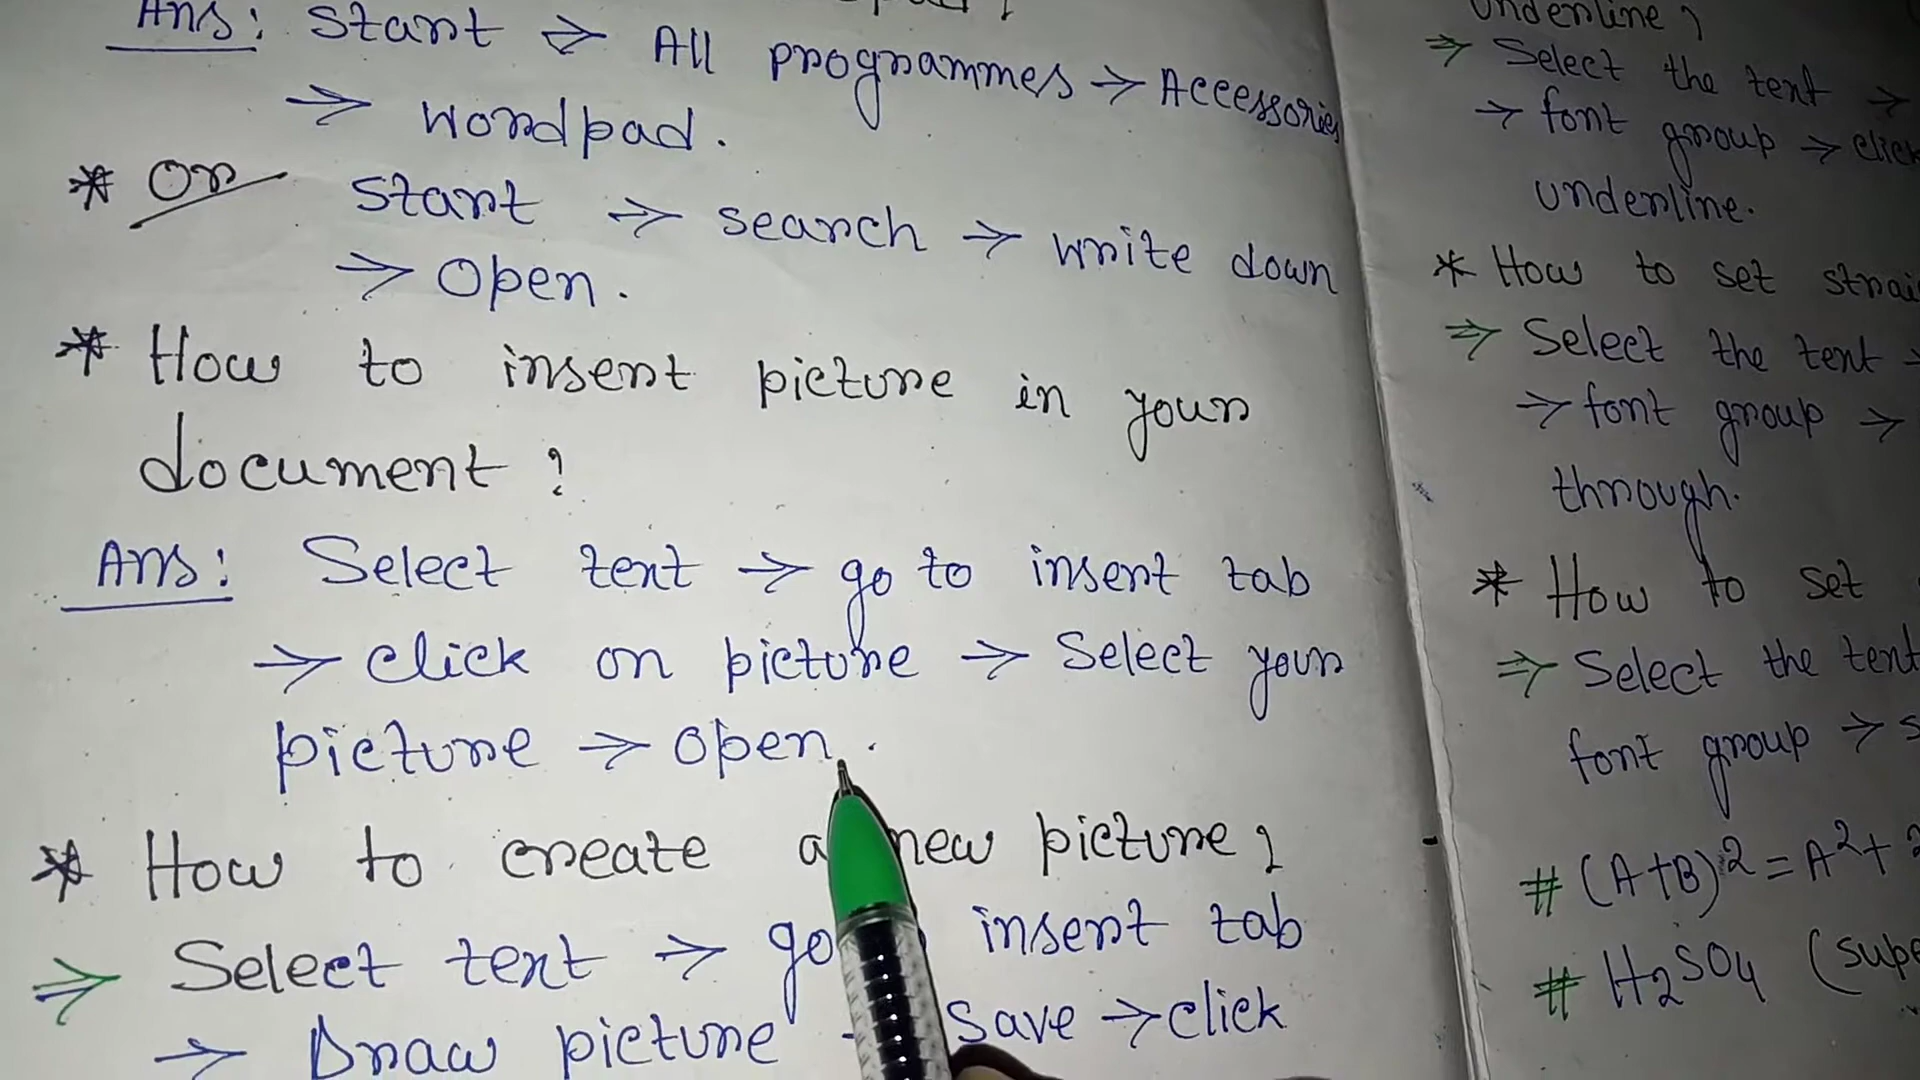 Ans: Start → All programmes → Accessories
→ Wordpad.
* Or Start → search → write down
→ Open.
* How to insert picture in your
document?
Ans: Select text → go to insert tab
→ click on picture → Select your
picture → open.
* How to create a new picture?
⇒ Select text → go insert tab
→ Draw picture save → click
Underline?
⇒ Select the text →
→ font group → click
underline.
* How to set
⇒ Select the text
→ font group →
through.
* How to set
⇒ Select the text
font group →
# (A+B)2 = A2+
# H2SO4